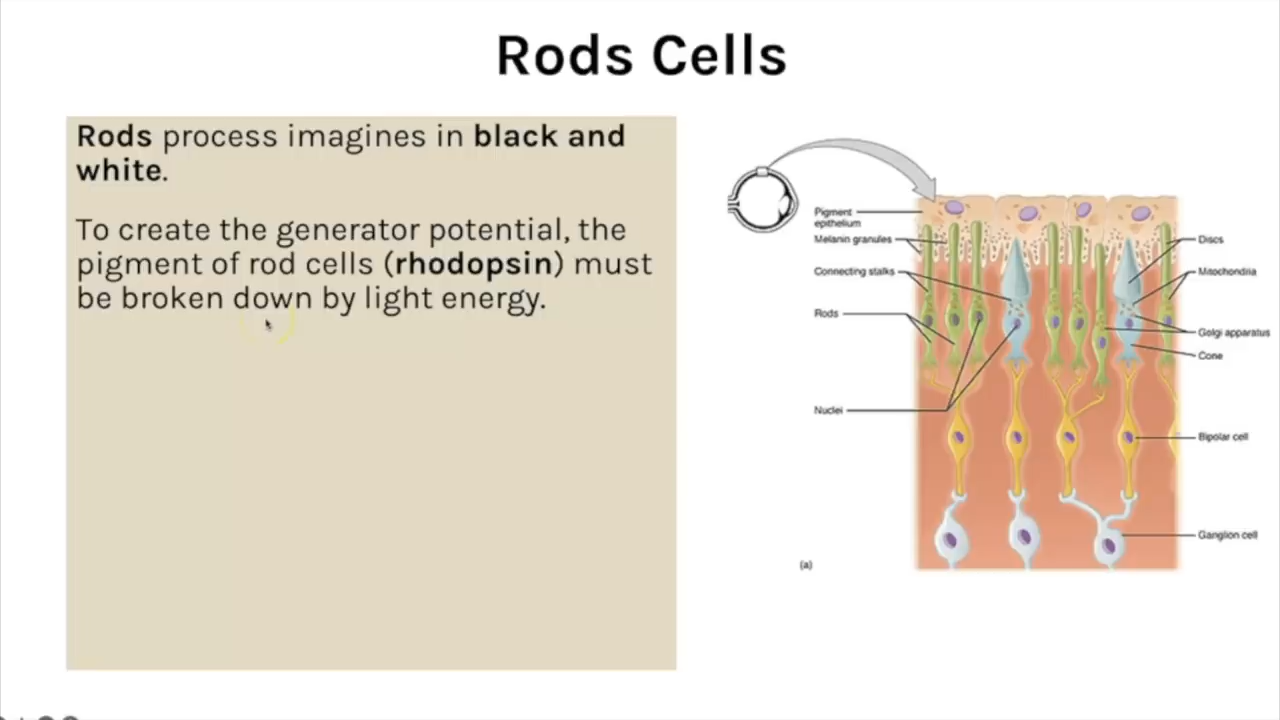 Rods Cells
Rods process imagines in black and
white.
To create the generator potential, the
pigment of rod cells (rhodopsin) must
be broken down by light energy.
Pigment
epithelium
Melanin granules
Connecting stalks
Rods
Nuclei
(a)
Discs
Mitochondria
Golgi apparatus
Cone
Bipolar cell
Ganglion cell